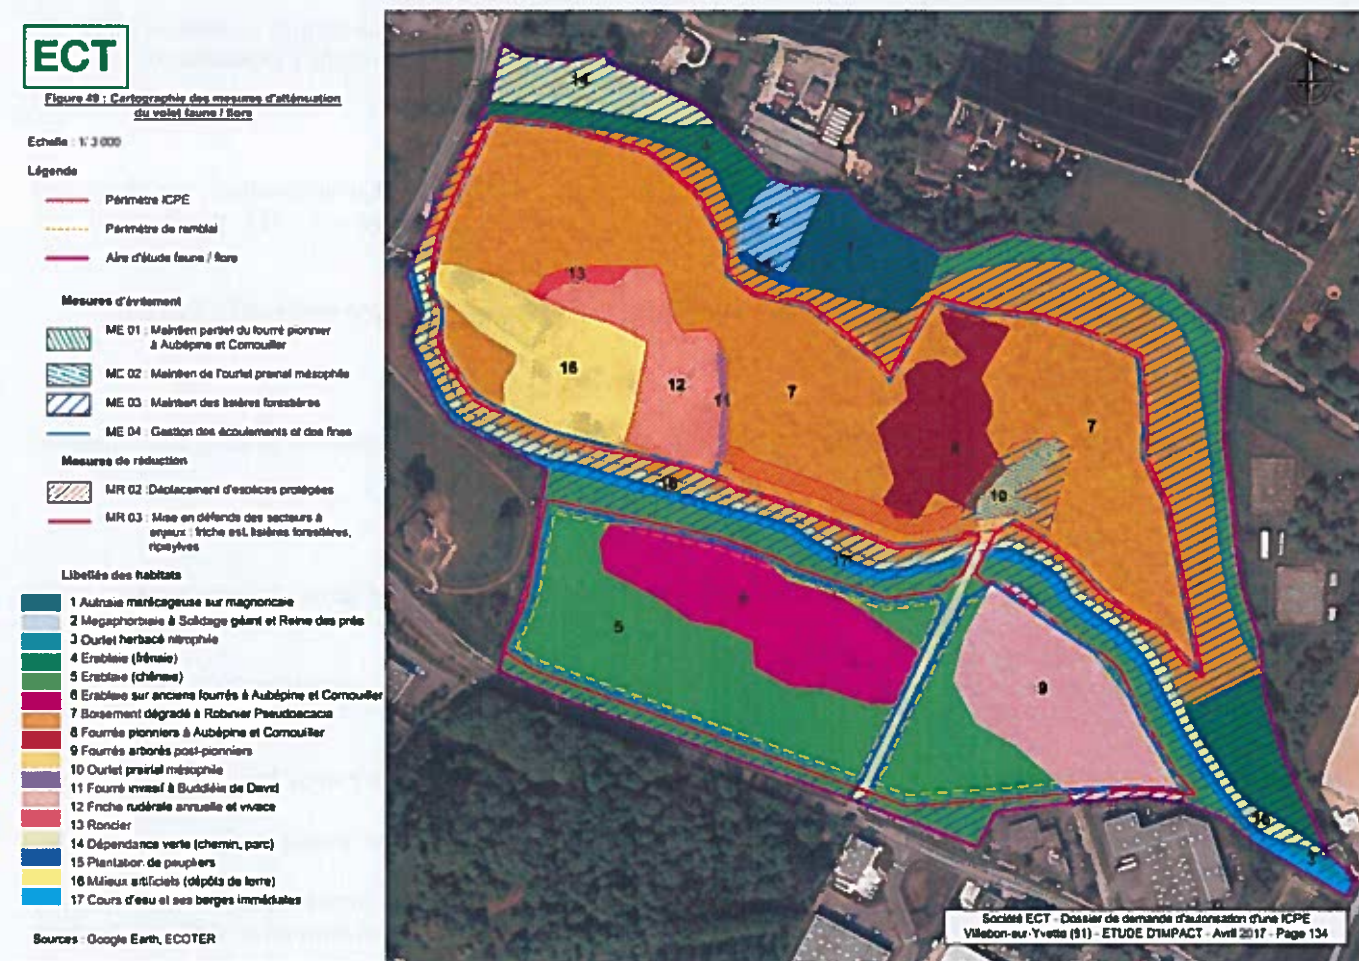 ECT
Figure 49 : Cartographie des mesures d'atténuation
du volet faune / flore
Echelle : 1/ 3 000
Légende
Périmètre ICPE
Périmètre de remblai
Aire d'étude faune / flore
Mesures d'évitement
ME 01 : Maintien partiel du fourré pionnier
à Aubépine et Cornouiller
ME 02 : Maintien de l'ourlet prairial mésophile
ME 03 : Maintien des lisières forestières
ME 04 : Gestion des écoulements et des fines
Mesures de réduction
MR 02 : Déplacement d'espèces protégées
MR 03 : Mise en défends des secteurs à
enjeux : friche est, lisières forestières,
ripisylves
Libellés des habitats
1 Aulnaie marécageuse sur magnocaie
2 Megaphorbiaie à Solidage géant et Reine des prés
3 Ourlet herbacé nitrophile
4 Erablaie (frênaie)
5 Erablaie (chênaie)
6 Erablaie sur anciens fourrés à Aubépine et Cornouiller
7 Boisement dégradé à Robinier Pseudoacacia
8 Fourrés pionniers à Aubépine et Cornouiller
9 Fourrés arborés post-pionniers
10 Ourlet prairial mésophile
11 Fourré invasif à Buddléia de David
12 Friche rudérale annuelle et vivace
13 Roncier
14 Dépendance verte (chemin, parc)
15 Plantation de peupliers
16 Milieux artificiels (dépôts de terre)
17 Cours d'eau et ses berges immédiates
Sources : Google Earth, ECOTER
14
4
2
1
13
16
12
11
7
8
7
10
17
6
5
9
3
Société ECT - Dossier de demande d'autorisation d'une ICPE
Villebon-sur-Yvette (91) - ETUDE D'IMPACT - Avril 2017 - Page 134